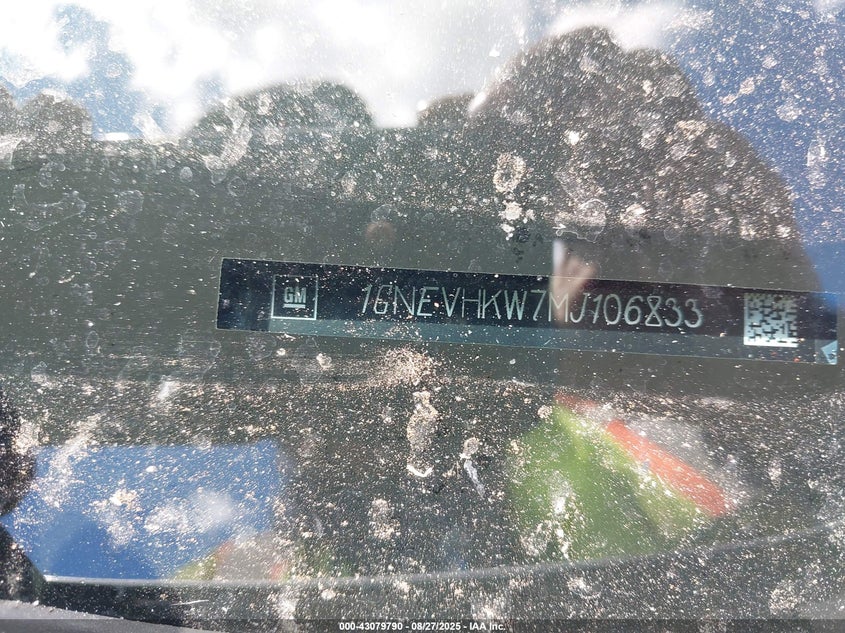 GM 1GNEVHKW7MJ106833
000-43079790 - 08/27/2025 - IAA Inc.